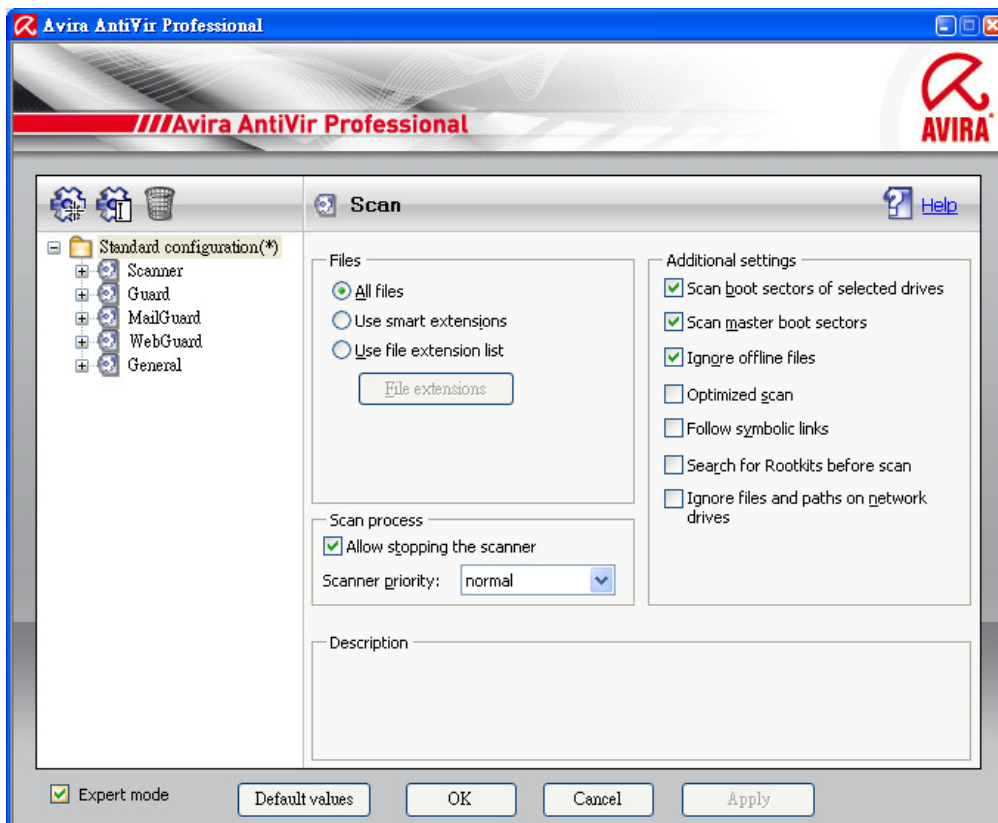 Avira AntiVir Professional
////Avira AntiVir Professional
AVIRA
Scan
Help
Standard configuration(*)
Scanner
Guard
MailGuard
WebGuard
General
Files
All files
Use smart extensions
Use file extension list
File extensions
Scan process
Allow stopping the scanner
Scanner priority: normal
Additional settings
Scan boot sectors of selected drives
Scan master boot sectors
Ignore offline files
Optimized scan
Follow symbolic links
Search for Rootkits before scan
Ignore files and paths on network
drives
Description
Expert mode
Default values
OK
Cancel
Apply